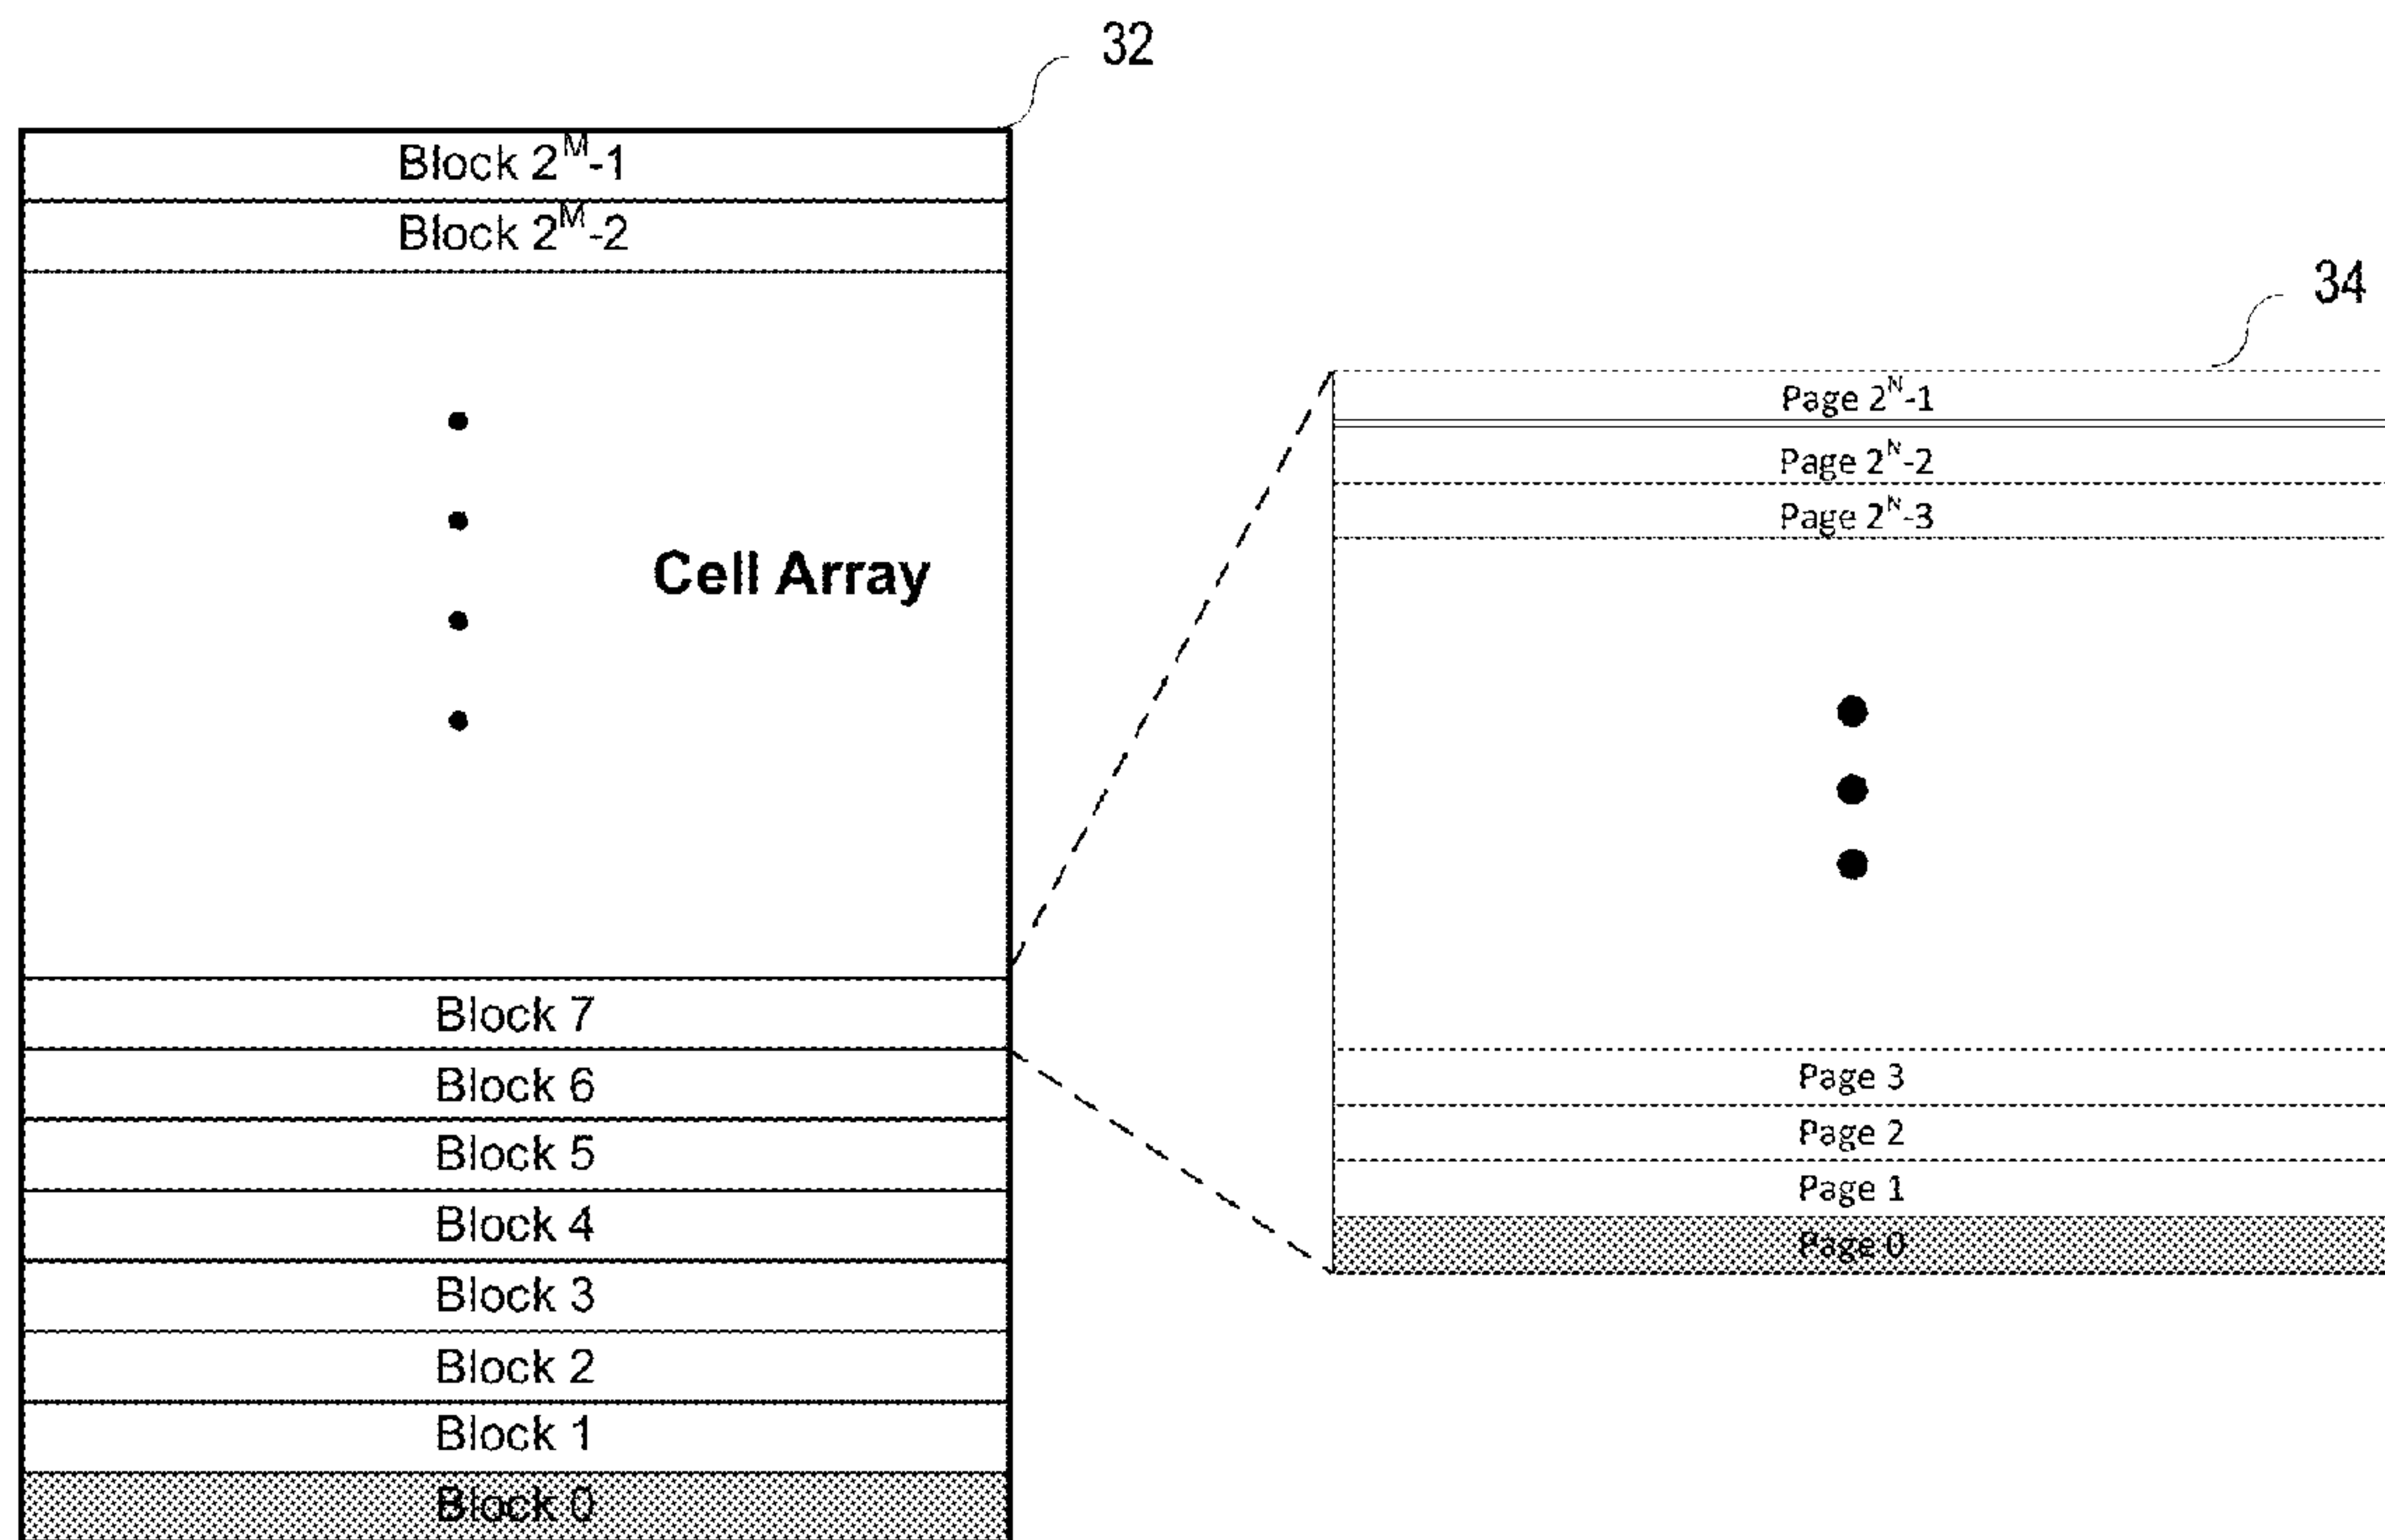 32
Block 2^M-1
Block 2^M-2
Cell Array
Block 7
Block 6
Block 5
Block 4
Block 3
Block 2
Block 1
Block 0
34
Page 2^N-1
Page 2^N-2
Page 2^N-3
Page 3
Page 2
Page 1
Page 0